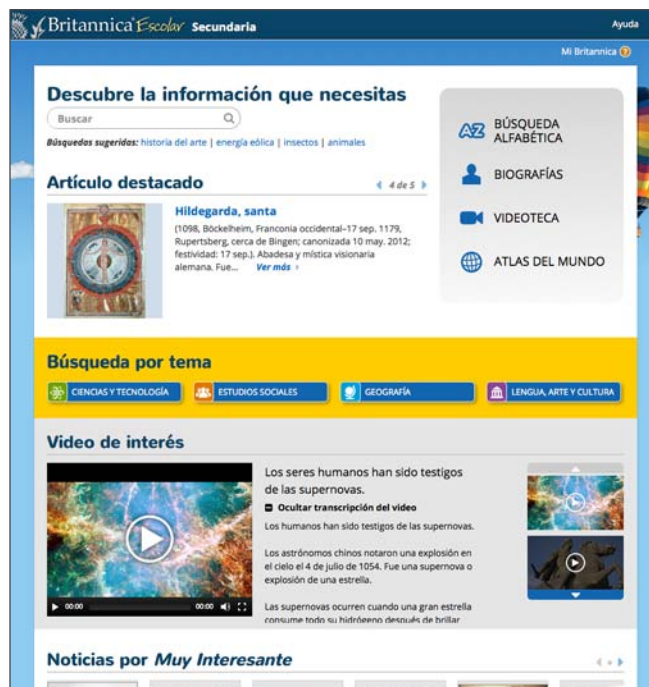 Britannica Escolar Secundaria
Ayuda
Mi Britannica ?
Descubre la información que necesitas
Buscar
Búsquedas sugeridas: historia del arte | energía eólica | insectos | animales
Artículo destacado
4 de 5
Hildegarda, santa
(1098, Böckelheim, Franconia occidental–17 sep. 1179,
Rupertsberg, cerca de Bingen; canonizada 10 may. 2012;
festividad: 17 sep.). Abadesa y mística visionaria
alemana. Fue... Ver más ›
AZ BÚSQUEDA
ALFABÉTICA
BIOGRAFÍAS
VIDEOTECA
ATLAS DEL MUNDO
Búsqueda por tema
CIENCIAS Y TECNOLOGÍA
ESTUDIOS SOCIALES
GEOGRAFÍA
LENGUA, ARTE Y CULTURA
Video de interés
00:00 00:00
Los seres humanos han sido testigos
de las supernovas.
Ocultar transcripción del video
Los humanos han sido testigos de las supernovas.
Los astrónomos chinos notaron una explosión en
el cielo el 4 de julio de 1054. Fue una supernova o
explosión de una estrella.
Las supernovas ocurren cuando una gran estrella
consume todo su hidrógeno después de brillar
Noticias por Muy Interesante